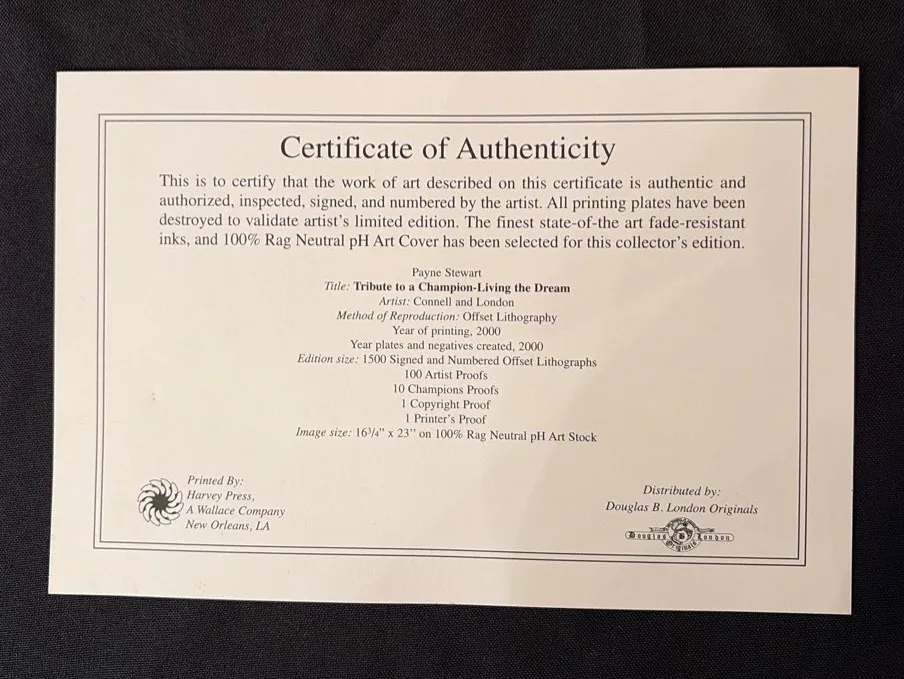 Certificate of Authenticity
This is to certify that the work of art described on this certificate is authentic and
authorized, inspected, signed, and numbered by the artist. All printing plates have been
destroyed to validate artist's limited edition. The finest state-of-the art fade-resistant
inks, and 100% Rag Neutral pH Art Cover has been selected for this collector's edition.
Payne Stewart
Title: Tribute to a Champion-Living the Dream
Artist: Connell and London
Method of Reproduction: Offset Lithography
Year of printing, 2000
Year plates and negatives created, 2000
Edition size: 1500 Signed and Numbered Offset Lithographs
100 Artist Proofs
10 Champions Proofs
1 Copyright Proof
1 Printer's Proof
Image size: 16¾" x 23" on 100% Rag Neutral pH Art Stock
Printed By:
Harvey Press,
A Wallace Company
New Orleans, LA
Distributed by:
Douglas B. London Originals
Douglas B London
Originals